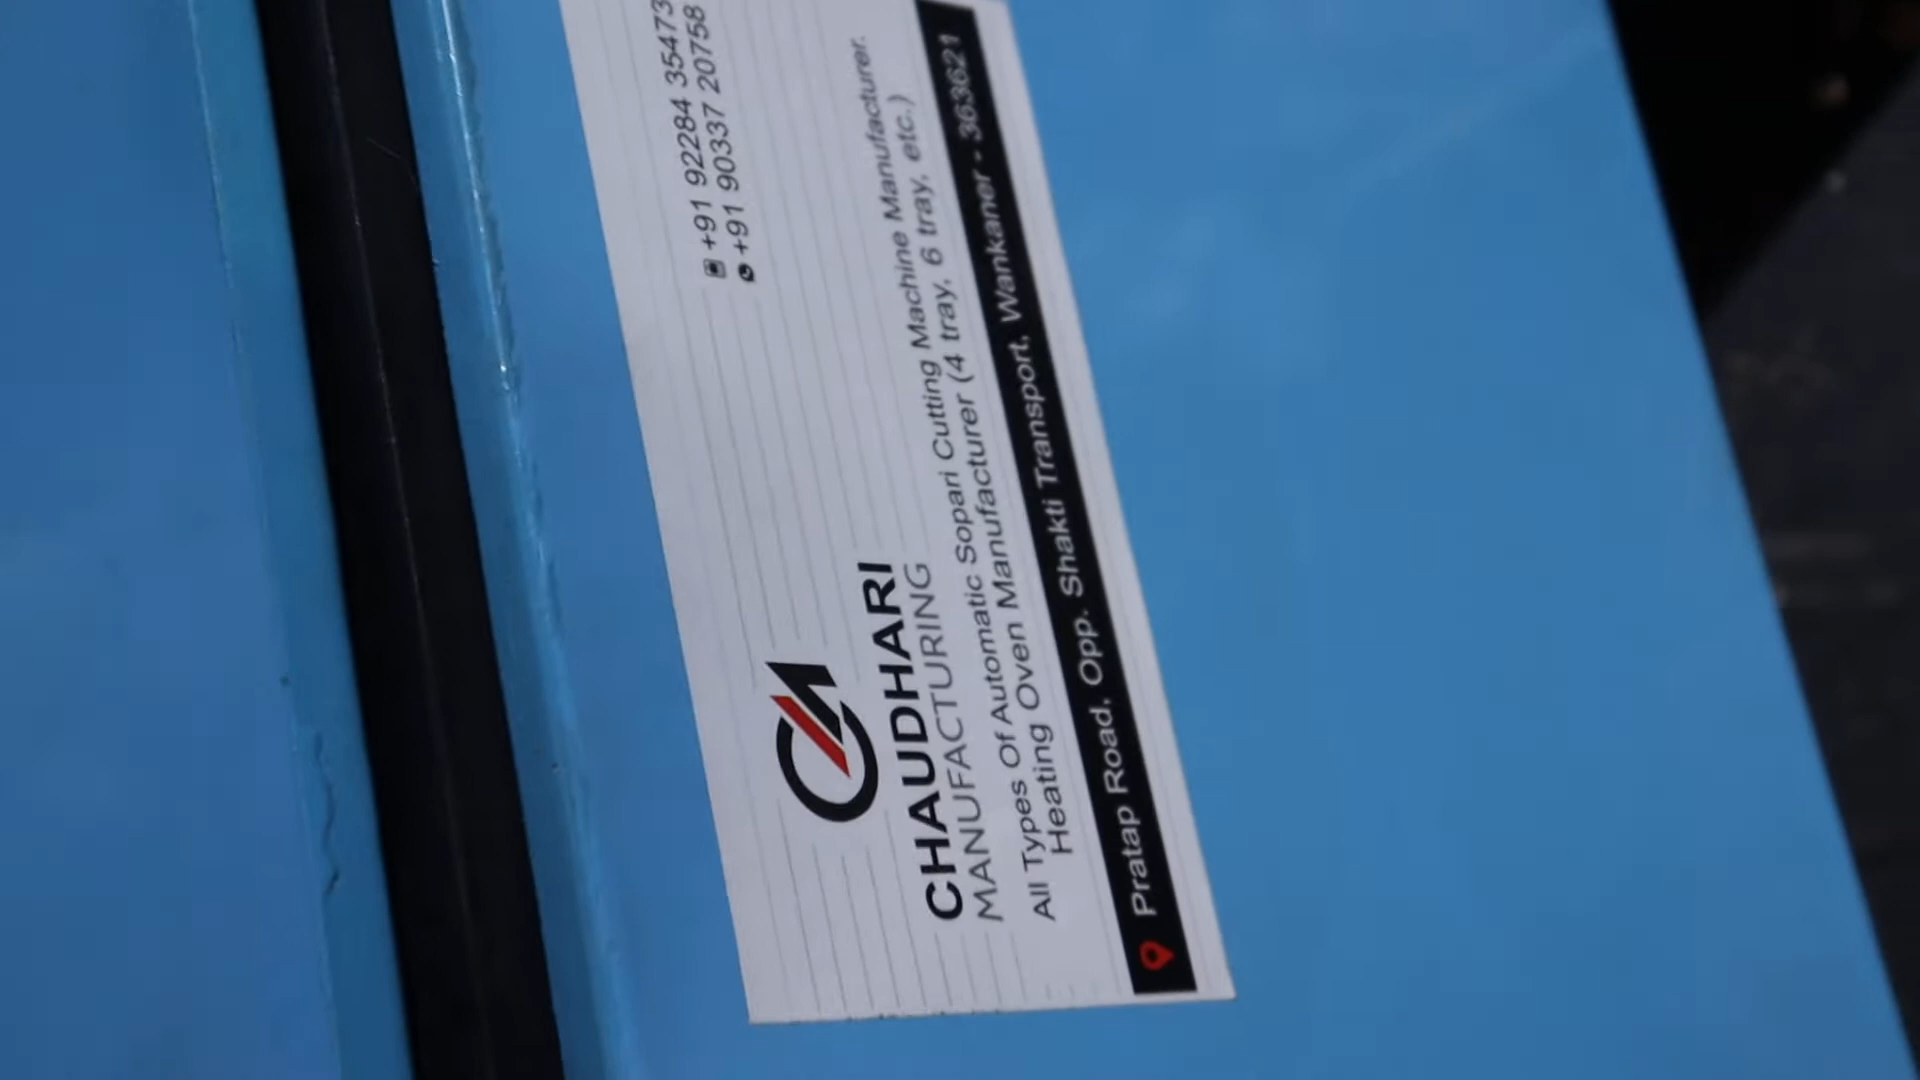 +91 92284 35473
+91 90337 20758
CHAUDHARI
MANUFACTURING
All Types Of Automatic Sopari Cutting Machine Manufacturer.
Heating Oven Manufacturer (4 tray, 6 tray, etc.)
Pratap Road, Opp. Shakti Transport, Wankaner - 363621